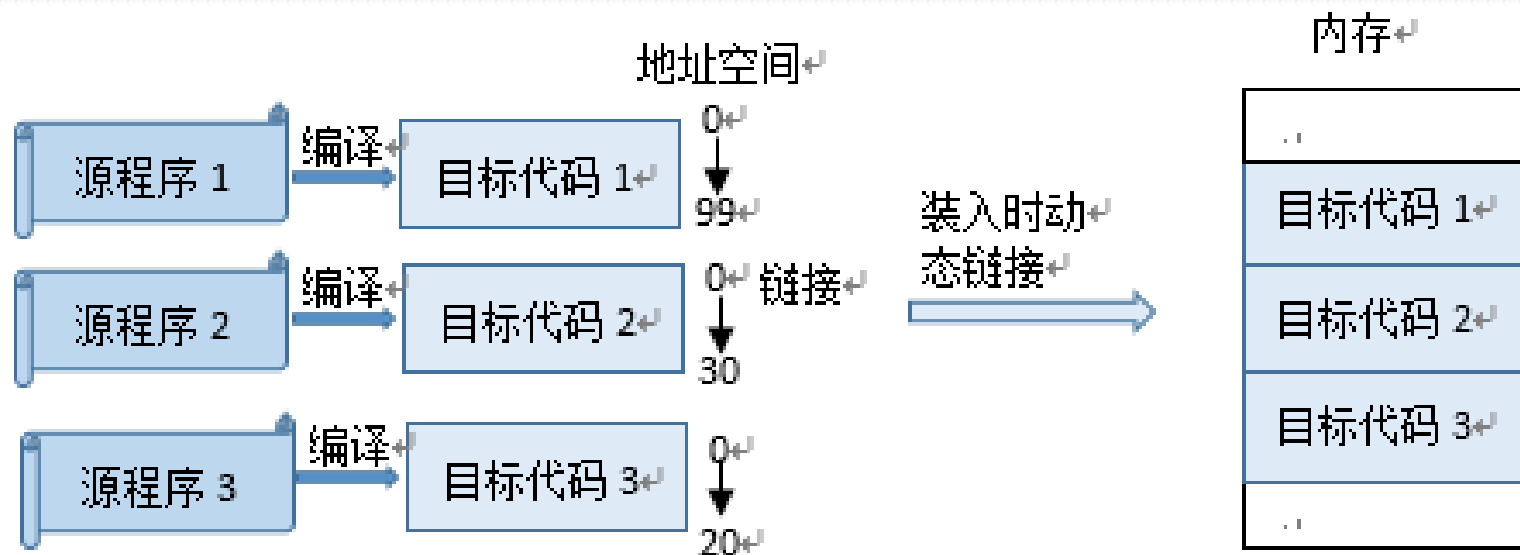 内存
地址空间
0
源程序 1
编译
目标代码 1
99
源程序 2
编译
目标代码 2
0
链接
30
源程序 3
编译
目标代码 3
0
20
装入时动
态链接
目标代码 1
目标代码 2
目标代码 3